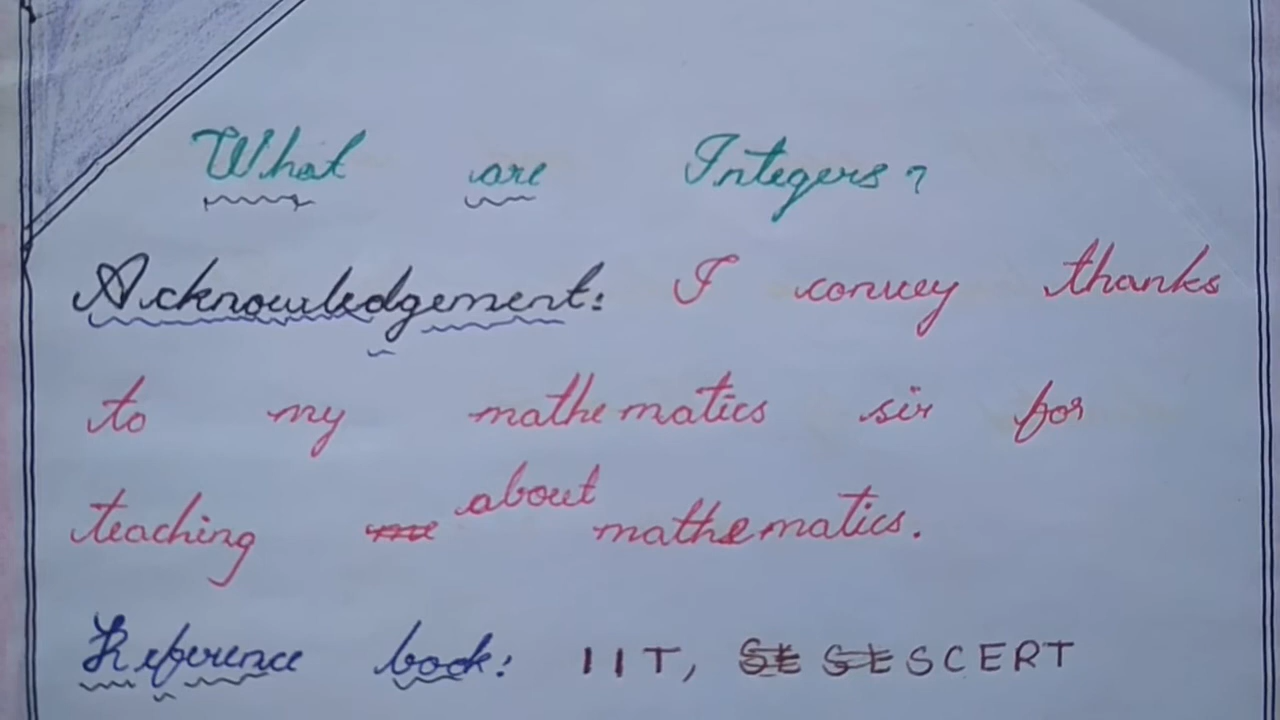 What are Integers?
Acknowledgement: I convey thanks
to my mathematics sir for
teaching about mathematics.
Reference book: IIT, SCERT